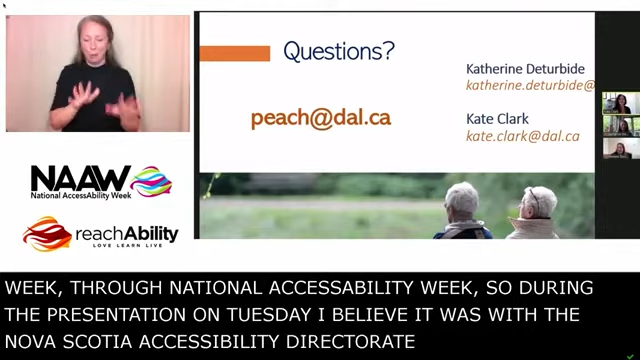 Questions?
peach@dal.ca
Katherine Deturbide
katherine.deturbide@
Kate Clark
kate.clark@dal.ca
NAAW
National AccessAbility Week
reachAbility
LOVE LEARN LIVE
WEEK, THROUGH NATIONAL ACCESSABILITY WEEK, SO DURING
THE PRESENTATION ON TUESDAY I BELIEVE IT WAS WITH THE
NOVA SCOTIA ACCESSIBILITY DIRECTORATE